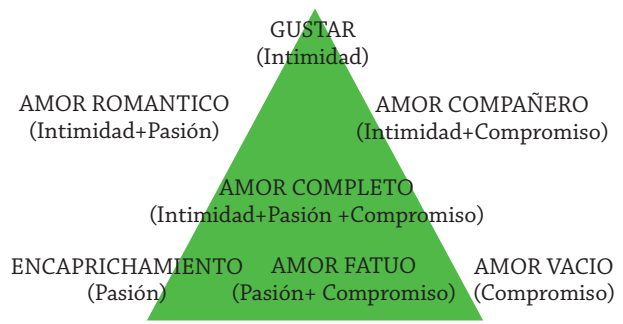 GUSTAR
(Intimidad)
AMOR ROMANTICO
(Intimidad+Pasión)
AMOR COMPAÑERO
(Intimidad+Compromiso)
AMOR COMPLETO
(Intimidad+Pasión +Compromiso)
ENCAPRICHAMIENTO
(Pasión)
AMOR FATUO
(Pasión+ Compromiso)
AMOR VACIO
(Compromiso)